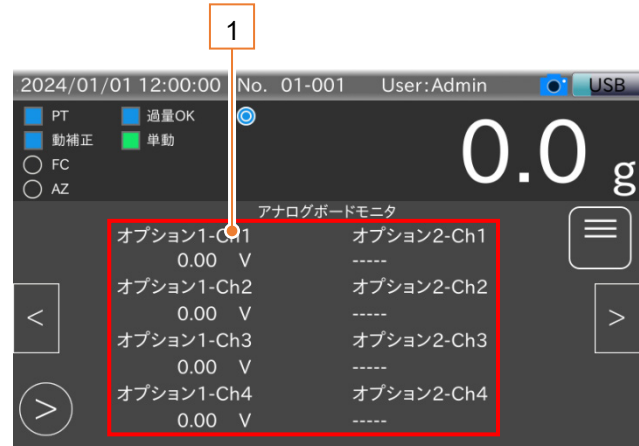 1
2024/01/01 12:00:00 No. 01-001 User:Admin USB
PT 過量OK
動補正 単動
FC
AZ
0.0 g
アナログボードモニタ
オプション1-Ch1 オプション2-Ch1
0.00 V -----
オプション1-Ch2 オプション2-Ch2
0.00 V -----
オプション1-Ch3 オプション2-Ch3
0.00 V -----
オプション1-Ch4 オプション2-Ch4
0.00 V -----
< >
>